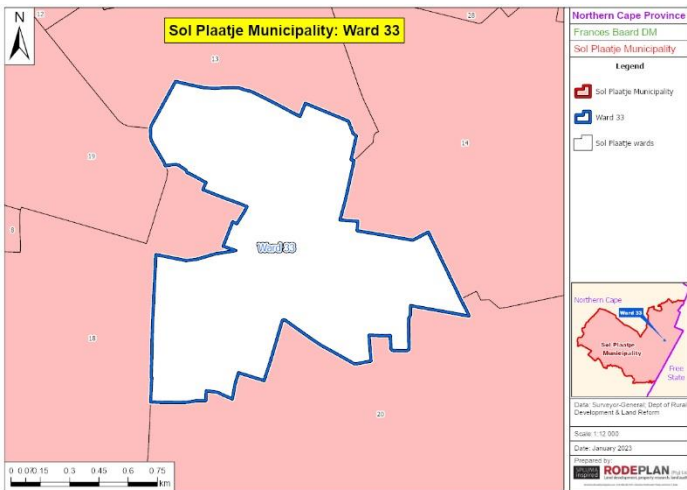 Sol Plaatje Municipality: Ward 33
N
17
28
13
14
19
8
Ward 33
18
20
0 0.070.15 0.3 0.45 0.6 0.75
km
Northern Cape Province
Frances Baard DM
Sol Plaatje Municipality
Legend
Sol Plaatje Municipality
Ward 33
Sol Plaatje wards
Northern Cape
Ward 33
Sol Plaatje
Municipality
Free
State
Data: Surveyor-General, Dept of Rural
Development & Land Reform
Scale 1:12 000
Date: January 2023
Prepared by:
SPLUMA
Inspired
RODEPLAN